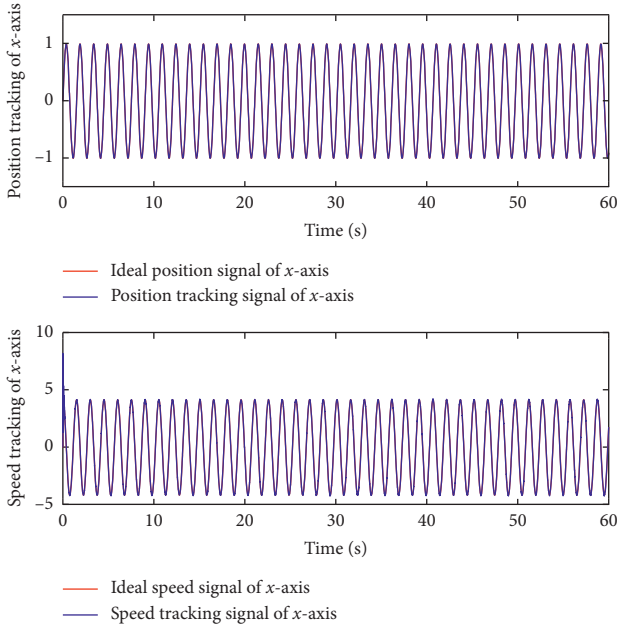 Position tracking of x-axis
1
0
−1
0 10 20 30 40 50 60
Time (s)
Ideal position signal of x-axis
Position tracking signal of x-axis
Speed tracking of x-axis
10
5
0
−5
0 10 20 30 40 50 60
Time (s)
Ideal speed signal of x-axis
Speed tracking signal of x-axis